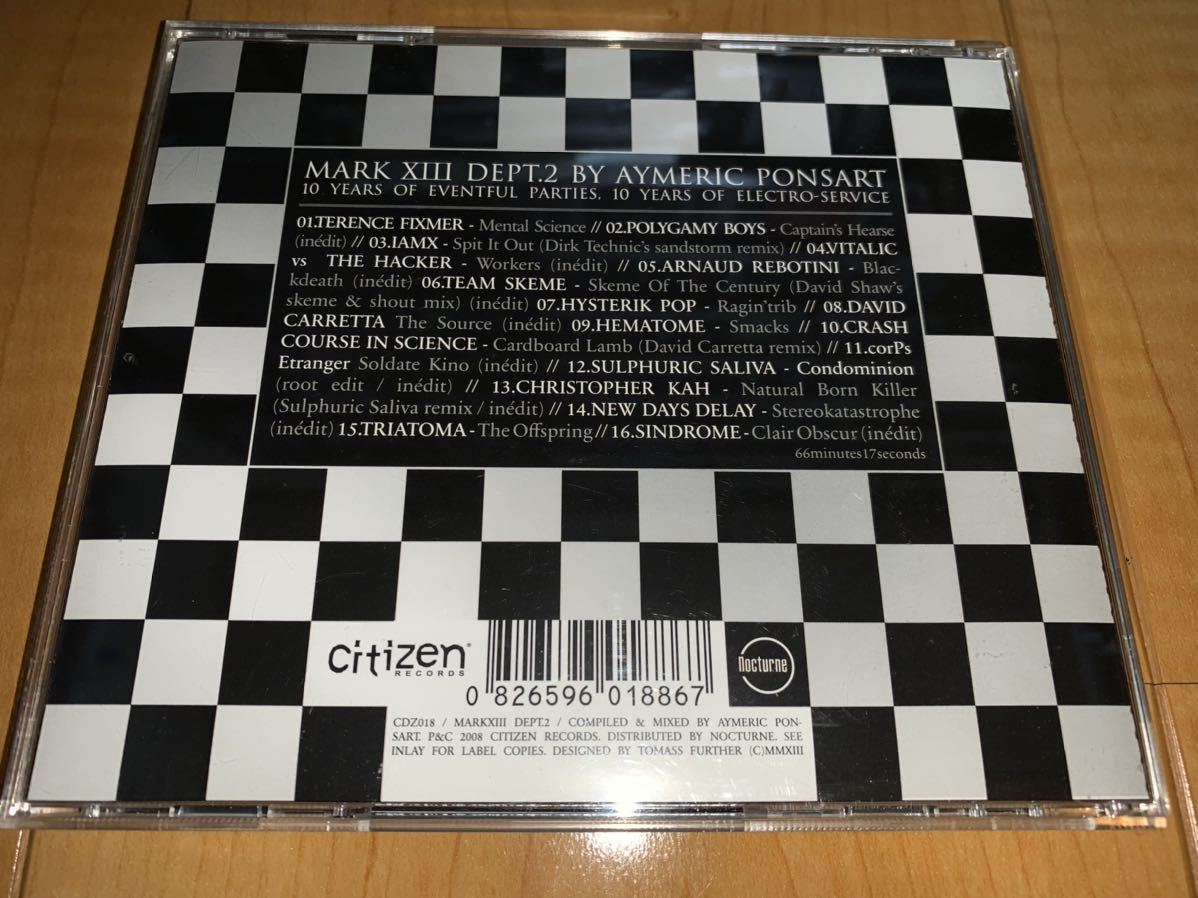 MARK XIII DEPT.2 BY AYMERIC PONSART
10 YEARS OF EVENTFUL PARTIES, 10 YEARS OF ELECTRO-SERVICE
01.TERENCE FIXMER - Mental Science // 02.POLYGAMY BOYS - Captain's Hearse
(inédit) // 03.IAMX - Spit It Out (Dirk Technic's sandstorm remix) // 04.VITALIC
vs THE HACKER - Workers (inédit) // 05.ARNAUD REBOTINI - Blac-
kdeath (inédit) 06.TEAM SKEME - Skeme Of The Century (David Shaw's
skeme & shout mix) (inédit) 07.HYSTERIK POP - Ragin'trib // 08.DAVID
CARRETTA The Source (inédit) 09.HEMATOME - Smacks // 10.CRASH
COURSE IN SCIENCE - Cardboard Lamb (David Carretta remix) // 11.corPs
Etranger Soldate Kino (inédit) // 12.SULPHURIC SALIVA - Condominion
(root edit / inédit) // 13.CHRISTOPHER KAH - Natural Born Killer
(Sulphuric Saliva remix / inédit) // 14.NEW DAYS DELAY - Stereokatastrophe
(inédit) 15.TRIATOMA - The Offspring // 16.SINDROME - Clair Obscur (inédit)
66minutes17seconds
citizen
RECORDS
Nocturne
0 826596 018867
CDZ018 / MARKXIII DEPT.2 / COMPILED & MIXED BY AYMERIC PON-
SART. P&C 2008 CITIZEN RECORDS. DISTRIBUTED BY NOCTURNE. SEE
INLAY FOR LABEL COPIES. DESIGNED BY TOMASS FURTHER (C)MMXIII